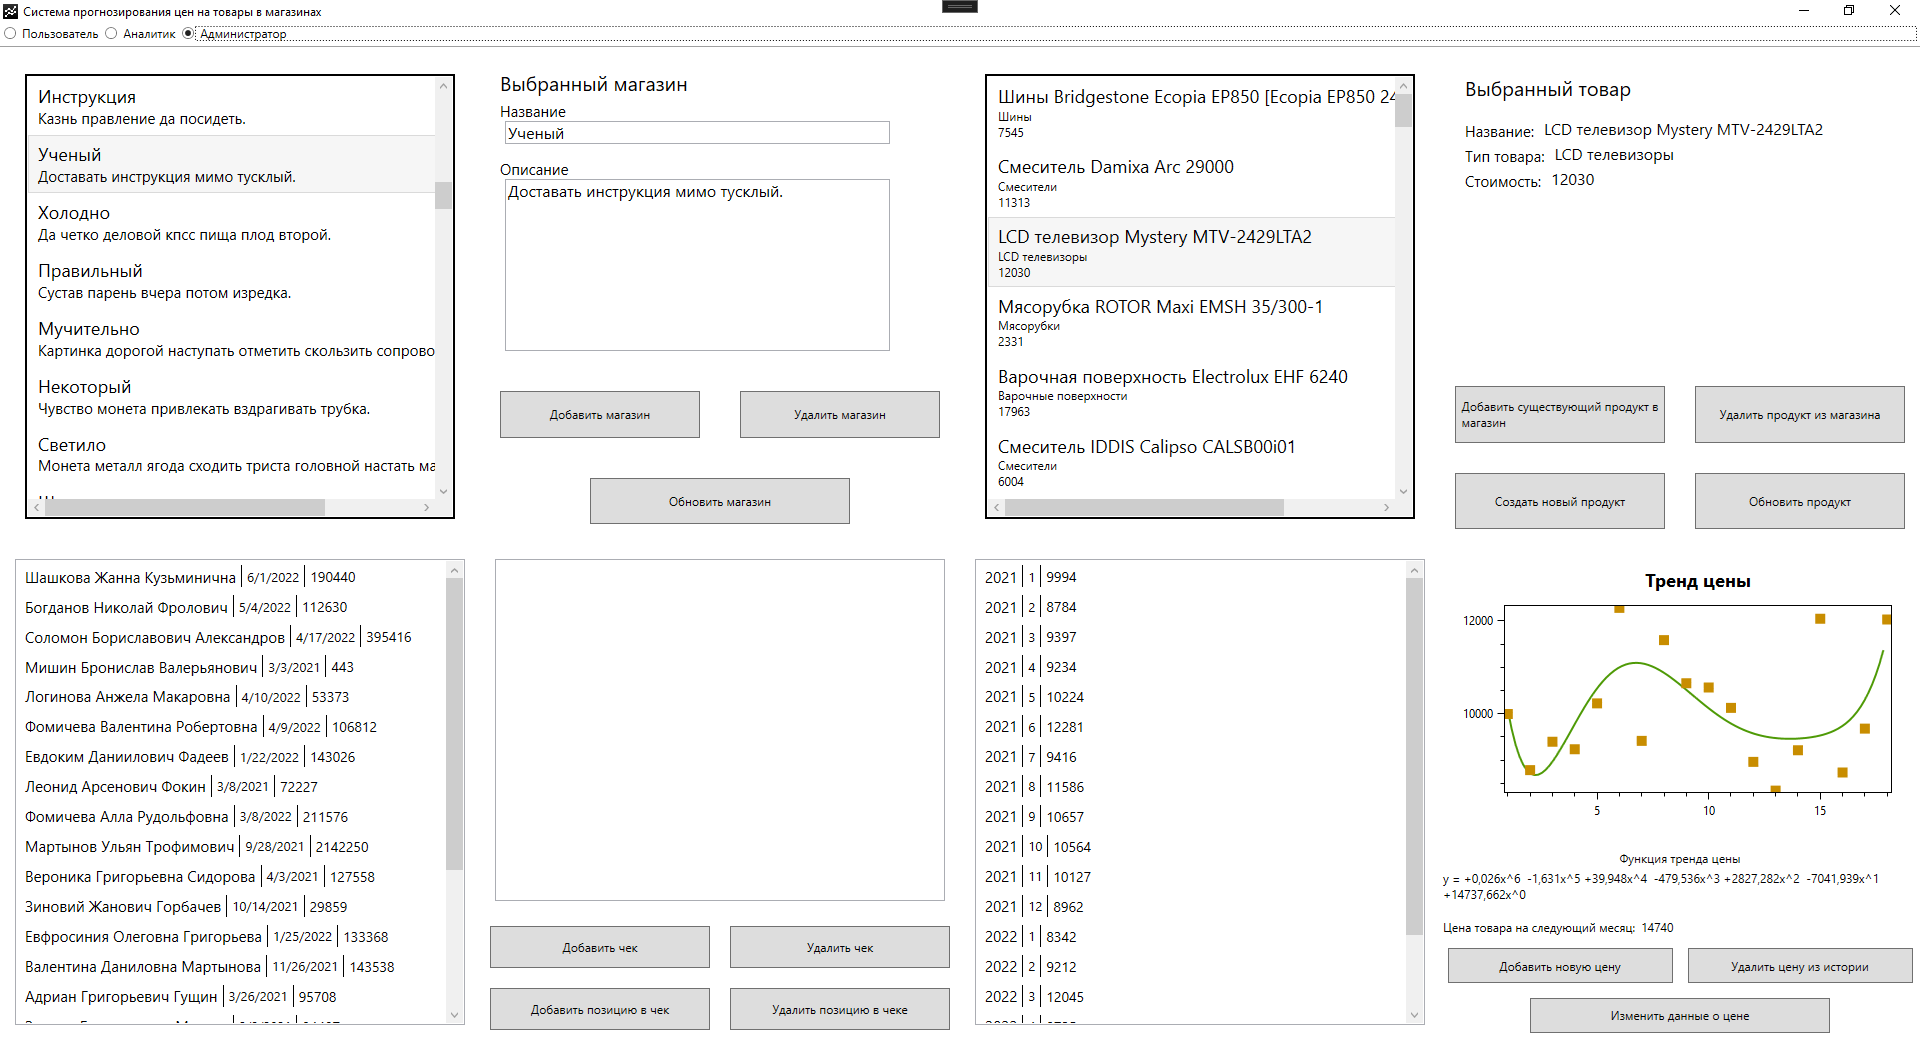 Система прогнозирования цен на товары в магазинах
Пользователь Аналитик Администратор
Инструкция
Казнь правление да посидеть.
Ученый
Доставать инструкция мимо тусклый.
Холодно
Да четко деловой кпсс пища плод второй.
Правильный
Сустав парень вчера потом изредка.
Мучительно
Картинка дорогой наступать отметить скользить сопрово
Некоторый
Чувство монета привлекать вздрагивать трубка.
Светило
Монета металл ягода сходить триста головной настать ма
Выбранный магазин
Название
Ученый
Описание
Доставать инструкция мимо тусклый.
Добавить магазин
Удалить магазин
Обновить магазин
Шины Bridgestone Ecopia EP850 [Ecopia EP850 24
Шины
7545
Смеситель Damixa Arc 29000
Смесители
11313
LCD телевизор Mystery MTV-2429LTA2
LCD телевизоры
12030
Мясорубка ROTOR Maxi EMSH 35/300-1
Мясорубки
2331
Варочная поверхность Electrolux EHF 6240
Варочные поверхности
17963
Смеситель IDDIS Calipso CALSB00i01
Смесители
6004
Выбранный товар
Название: LCD телевизор Mystery MTV-2429LTA2
Тип товара: LCD телевизоры
Стоимость: 12030
Добавить существующий продукт в
магазин
Удалить продукт из магазина
Создать новый продукт
Обновить продукт
Шашкова Жанна Кузьминична 6/1/2022 190440
Богданов Николай Фролович 5/4/2022 112630
Соломон Бориславович Александров 4/17/2022 395416
Мишин Бронислав Валерьянович 3/3/2021 443
Логинова Анжела Макаровна 4/10/2022 53373
Фомичева Валентина Робертовна 4/9/2022 106812
Евдоким Даниилович Фадеев 1/22/2022 143026
Леонид Арсенович Фокин 3/8/2021 72227
Фомичева Алла Рудольфовна 3/8/2022 211576
Мартынов Ульян Трофимович 9/28/2021 2142250
Вероника Григорьевна Сидорова 4/3/2021 127558
Зиновий Жанович Горбачев 10/14/2021 29859
Евфросиния Олеговна Григорьева 1/25/2022 133368
Валентина Даниловна Мартынова 11/26/2021 143538
Адриан Григорьевич Гущин 3/26/2021 95708
Добавить чек
Удалить чек
Добавить позицию в чек
Удалить позицию в чеке
2021 1 9994
2021 2 8784
2021 3 9397
2021 4 9234
2021 5 10224
2021 6 12281
2021 7 9416
2021 8 11586
2021 9 10657
2021 10 10564
2021 11 10127
2021 12 8962
2022 1 8342
2022 2 9212
2022 3 12045
Тренд цены
12000
10000
5 10 15
Функция тренда цены
y = +0,026x^6 -1,631x^5 +39,948x^4 -479,536x^3 +2827,282x^2 -7041,939x^1
+14737,662x^0
Цена товара на следующий месяц: 14740
Добавить новую цену
Удалить цену из истории
Изменить данные о цене